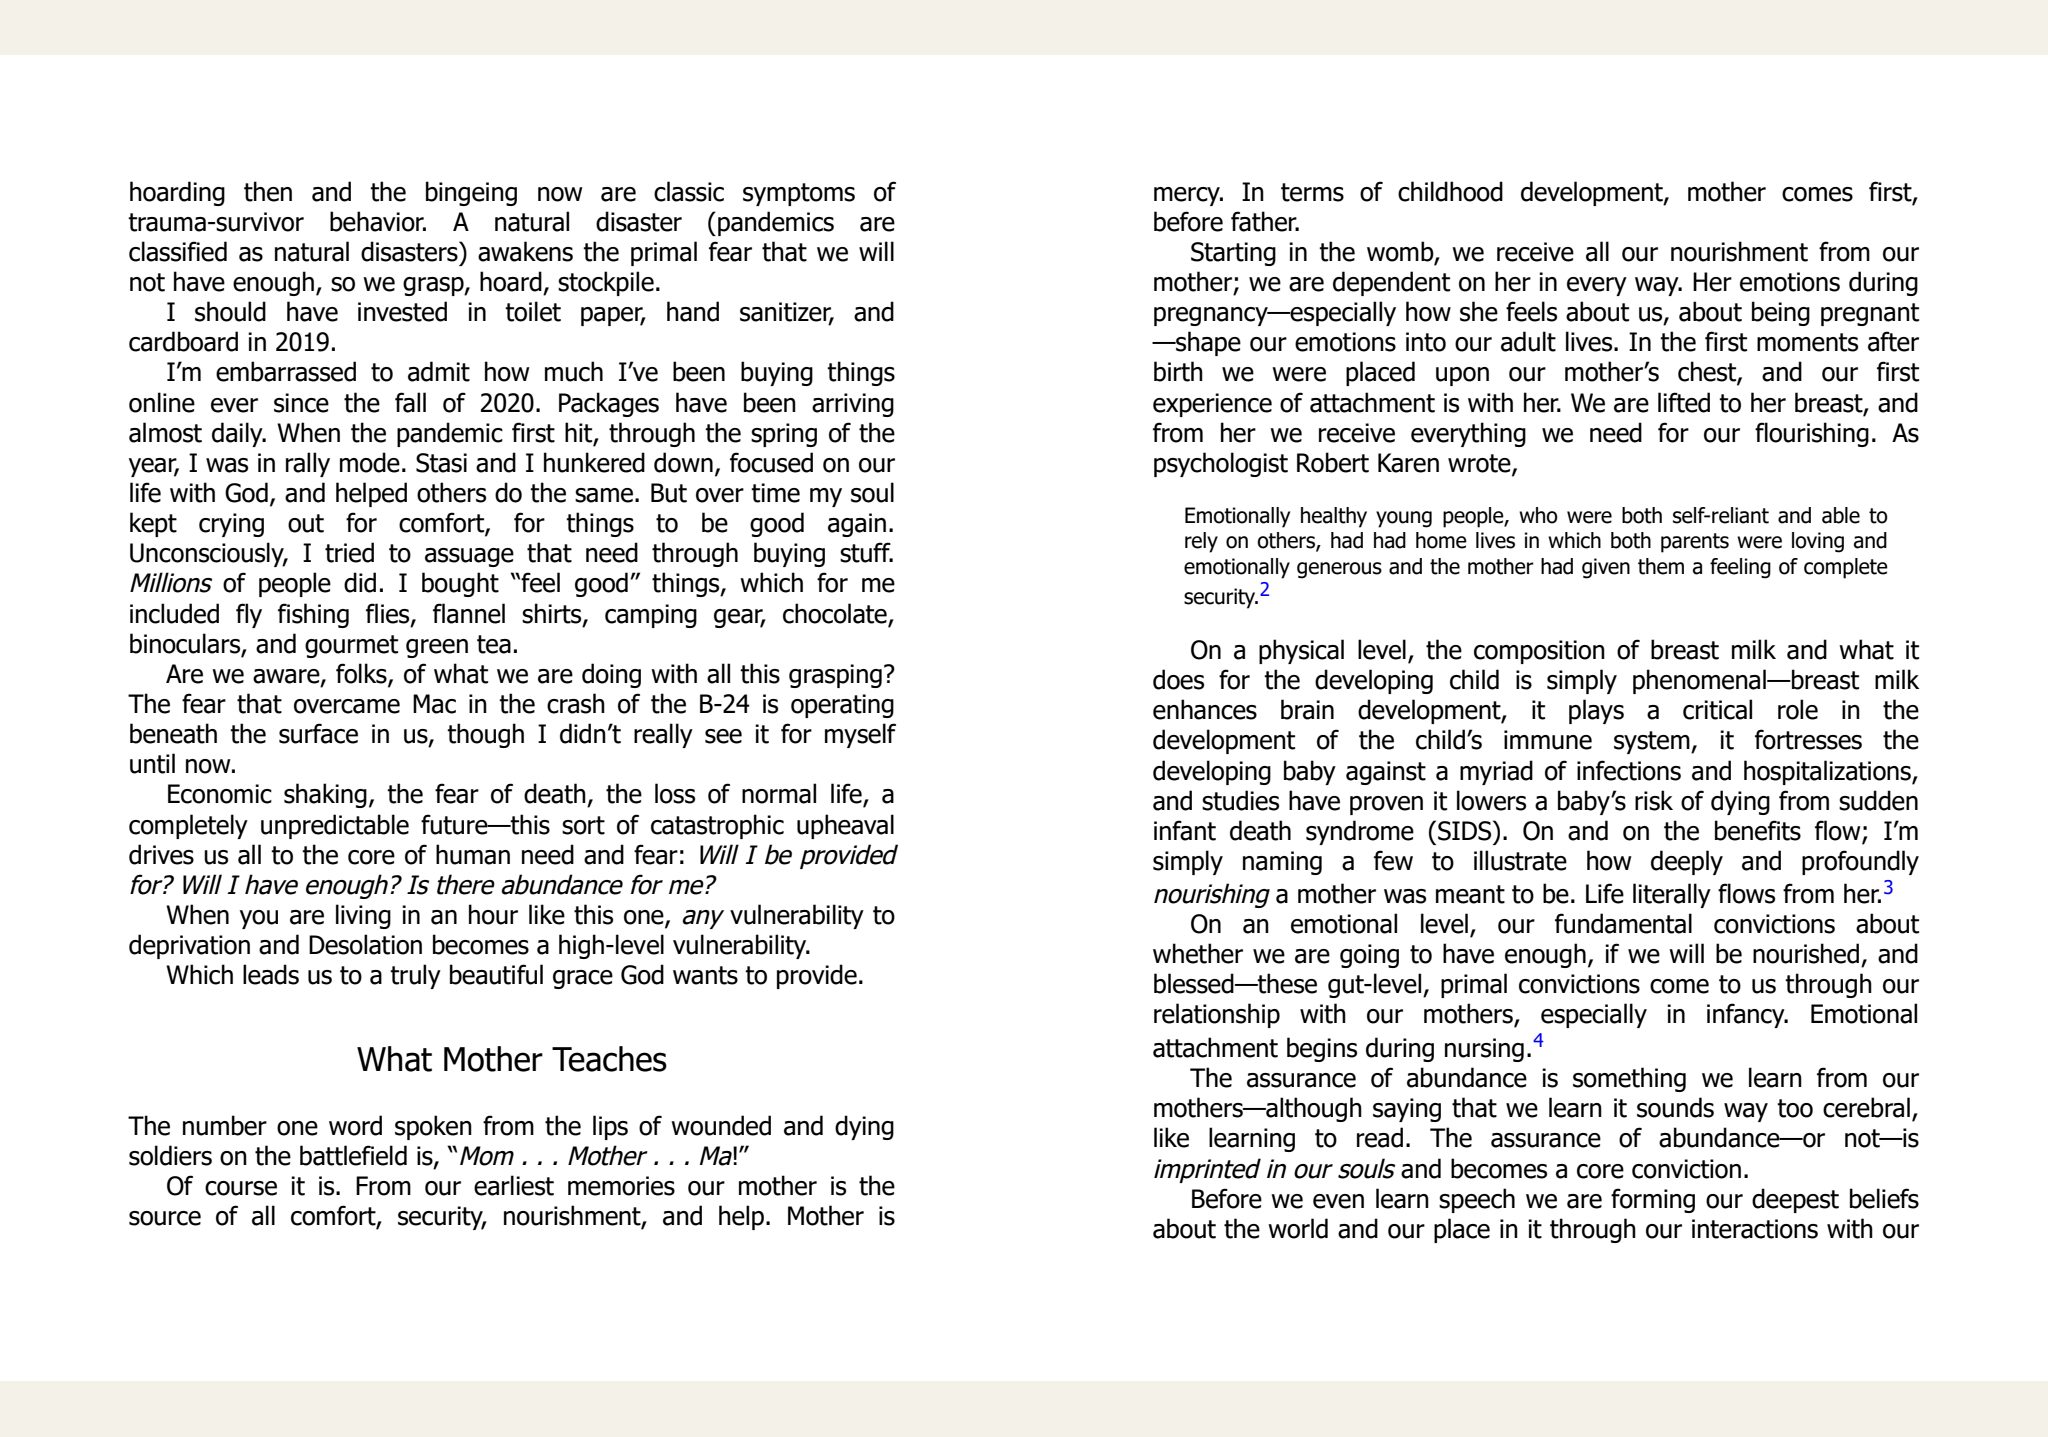 hoarding then and the bingeing now are classic symptoms of
trauma-survivor behavior. A natural disaster (pandemics are
classified as natural disasters) awakens the primal fear that we will
not have enough, so we grasp, hoard, stockpile.
I should have invested in toilet paper, hand sanitizer, and
cardboard in 2019.
I’m embarrassed to admit how much I’ve been buying things
online ever since the fall of 2020. Packages have been arriving
almost daily. When the pandemic first hit, through the spring of the
year, I was in rally mode. Stasi and I hunkered down, focused on our
life with God, and helped others do the same. But over time my soul
kept crying out for comfort, for things to be good again.
Unconsciously, I tried to assuage that need through buying stuff.
Millions of people did. I bought “feel good” things, which for me
included fly fishing flies, flannel shirts, camping gear, chocolate,
binoculars, and gourmet green tea.
Are we aware, folks, of what we are doing with all this grasping?
The fear that overcame Mac in the crash of the B-24 is operating
beneath the surface in us, though I didn’t really see it for myself
until now.
Economic shaking, the fear of death, the loss of normal life, a
completely unpredictable future—this sort of catastrophic upheaval
drives us all to the core of human need and fear: Will I be provided
for? Will I have enough? Is there abundance for me?
When you are living in an hour like this one, any vulnerability to
deprivation and Desolation becomes a high-level vulnerability.
Which leads us to a truly beautiful grace God wants to provide.
What Mother Teaches
The number one word spoken from the lips of wounded and dying
soldiers on the battlefield is, “Mom . . . Mother . . . Ma!”
Of course it is. From our earliest memories our mother is the
source of all comfort, security, nourishment, and help. Mother is
mercy. In terms of childhood development, mother comes first,
before father.
Starting in the womb, we receive all our nourishment from our
mother; we are dependent on her in every way. Her emotions during
pregnancy—especially how she feels about us, about being pregnant
—shape our emotions into our adult lives. In the first moments after
birth we were placed upon our mother’s chest, and our first
experience of attachment is with her. We are lifted to her breast, and
from her we receive everything we need for our flourishing. As
psychologist Robert Karen wrote,
Emotionally healthy young people, who were both self-reliant and able to
rely on others, had had home lives in which both parents were loving and
emotionally generous and the mother had given them a feeling of complete
security.2
On a physical level, the composition of breast milk and what it
does for the developing child is simply phenomenal—breast milk
enhances brain development, it plays a critical role in the
development of the child’s immune system, it fortresses the
developing baby against a myriad of infections and hospitalizations,
and studies have proven it lowers a baby’s risk of dying from sudden
infant death syndrome (SIDS). On and on the benefits flow; I’m
simply naming a few to illustrate how deeply and profoundly
nourishing a mother was meant to be. Life literally flows from her.3
On an emotional level, our fundamental convictions about
whether we are going to have enough, if we will be nourished, and
blessed—these gut-level, primal convictions come to us through our
relationship with our mothers, especially in infancy. Emotional
attachment begins during nursing.4
The assurance of abundance is something we learn from our
mothers—although saying that we learn it sounds way too cerebral,
like learning to read. The assurance of abundance—or not—is
imprinted in our souls and becomes a core conviction.
Before we even learn speech we are forming our deepest beliefs
about the world and our place in it through our interactions with our